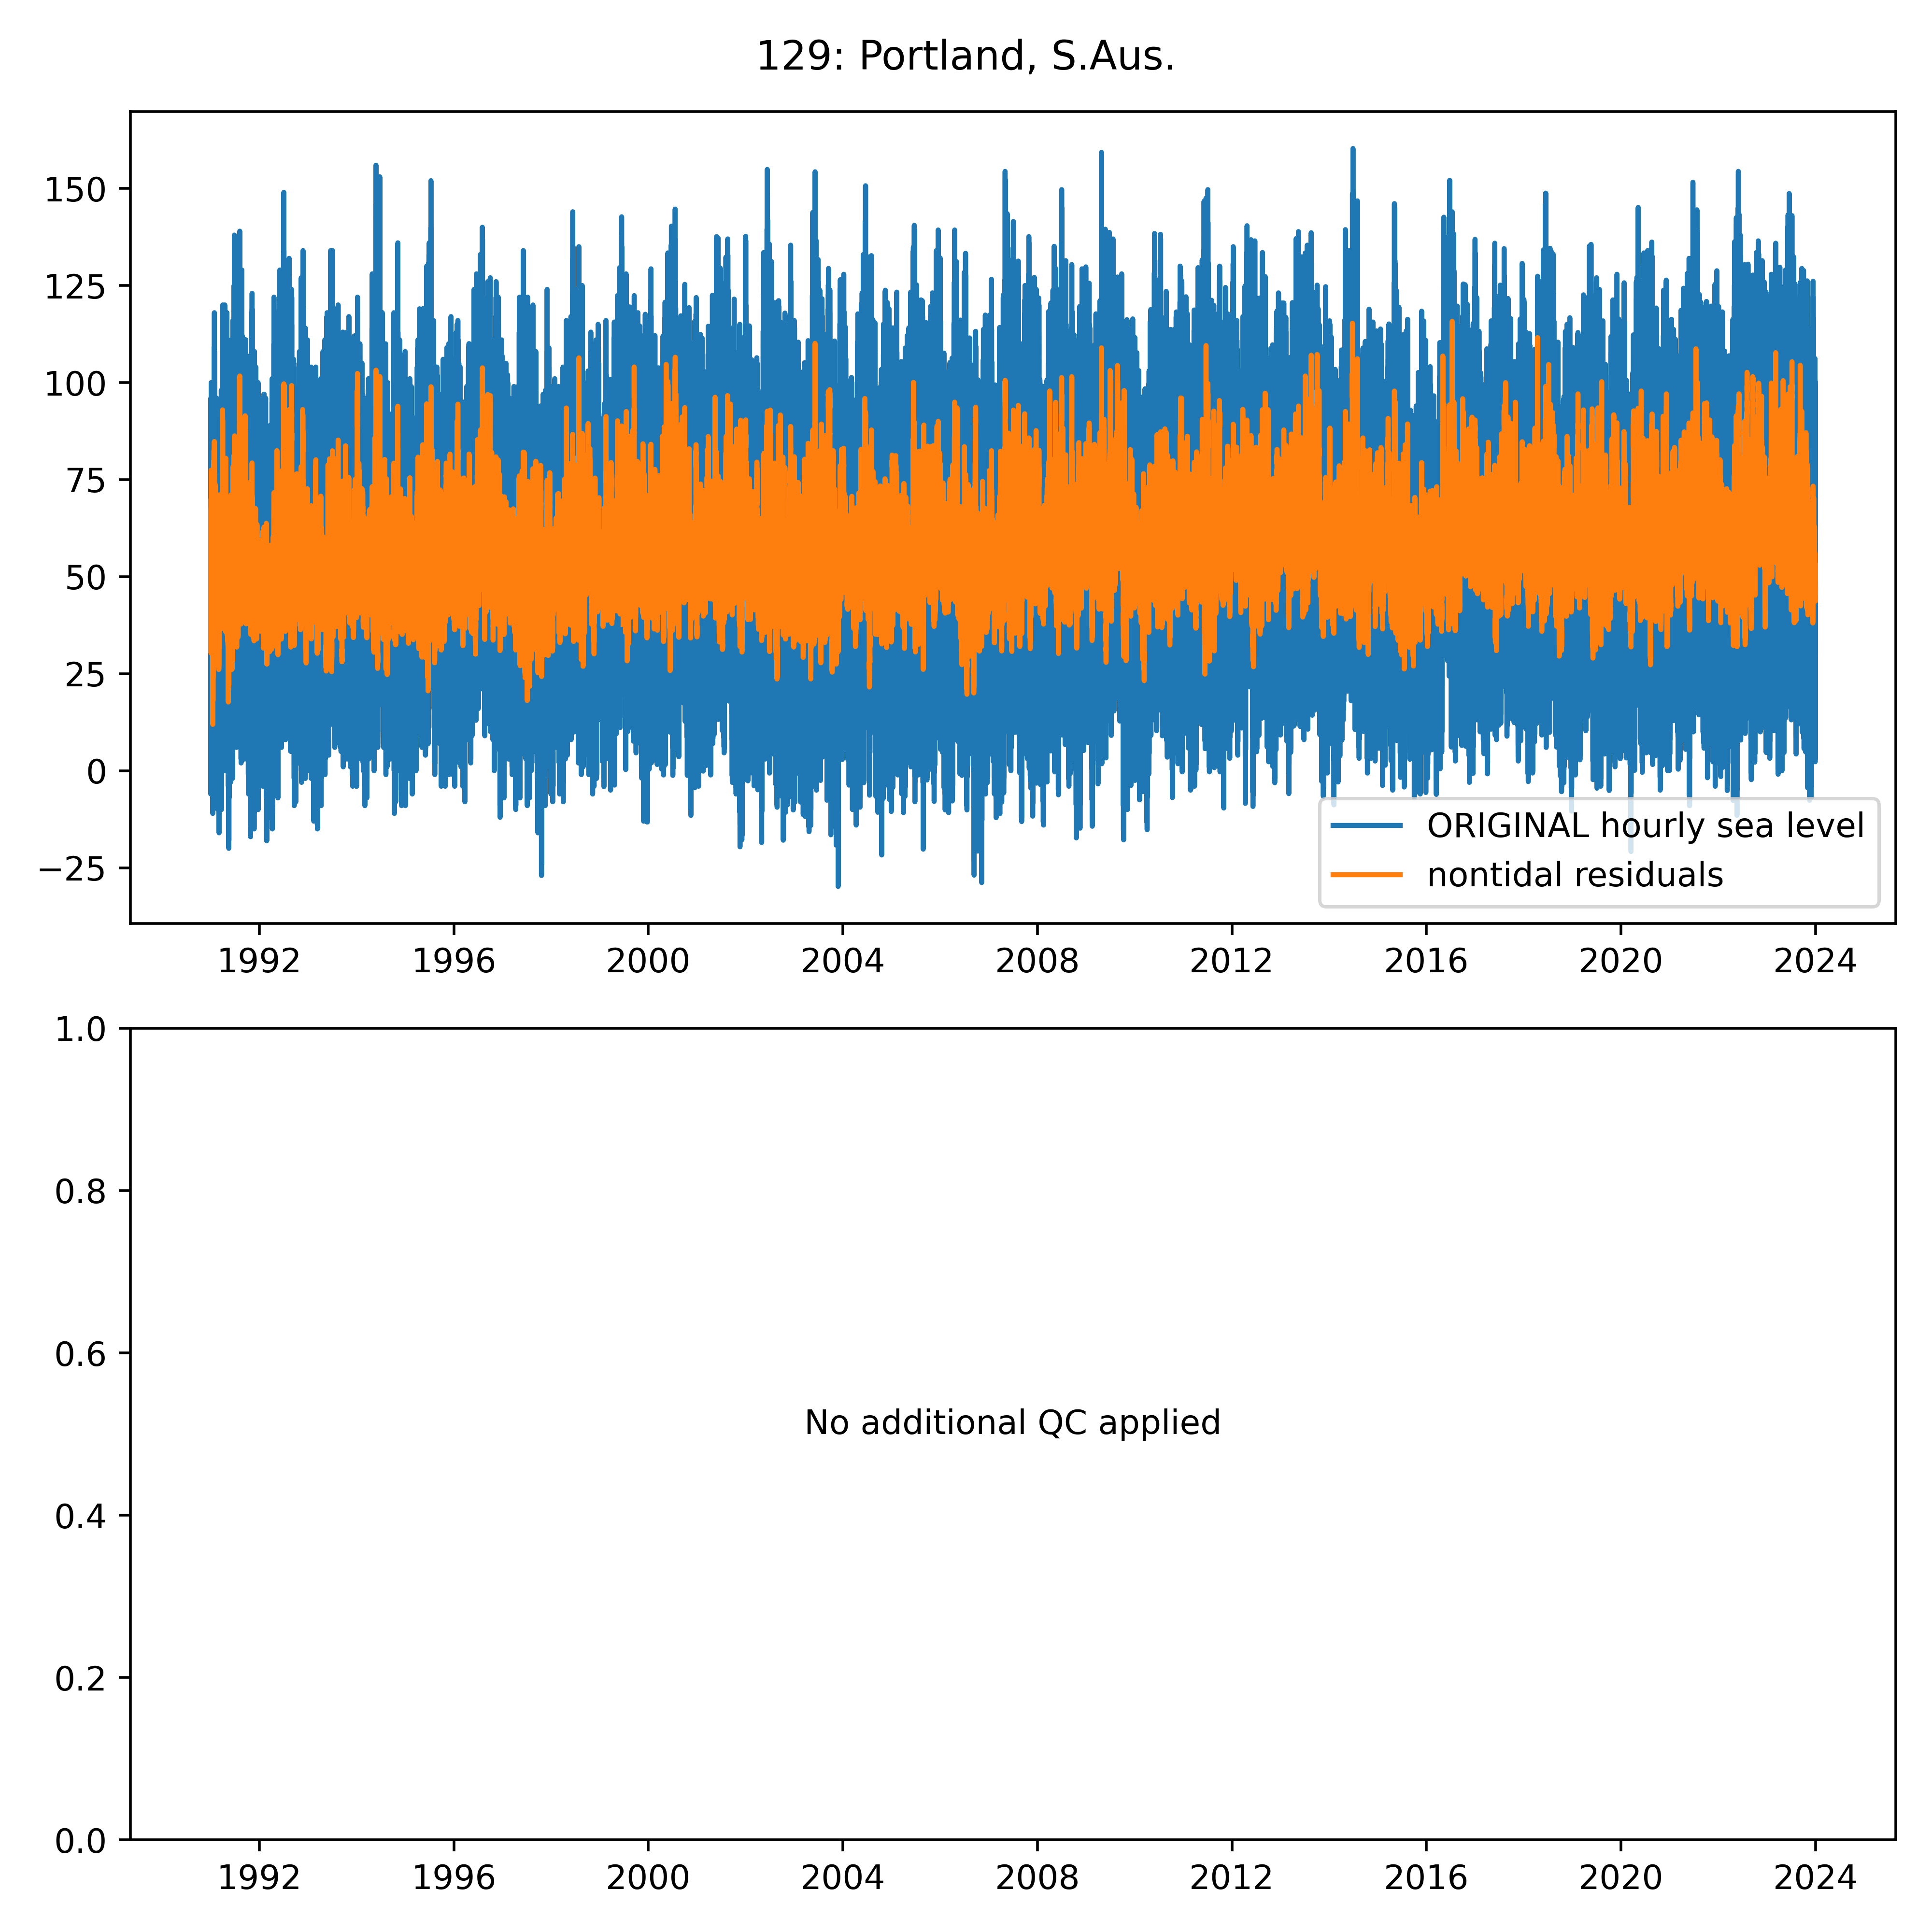 129: Portland, S.Aus.
150
125
100
75
50
25
0
−25
ORIGINAL hourly sea level
nontidal residuals
1992 1996 2000 2004 2008 2012 2016 2020 2024
1.0
0.8
0.6
No additional QC applied
0.4
0.2
0.0
1992 1996 2000 2004 2008 2012 2016 2020 2024